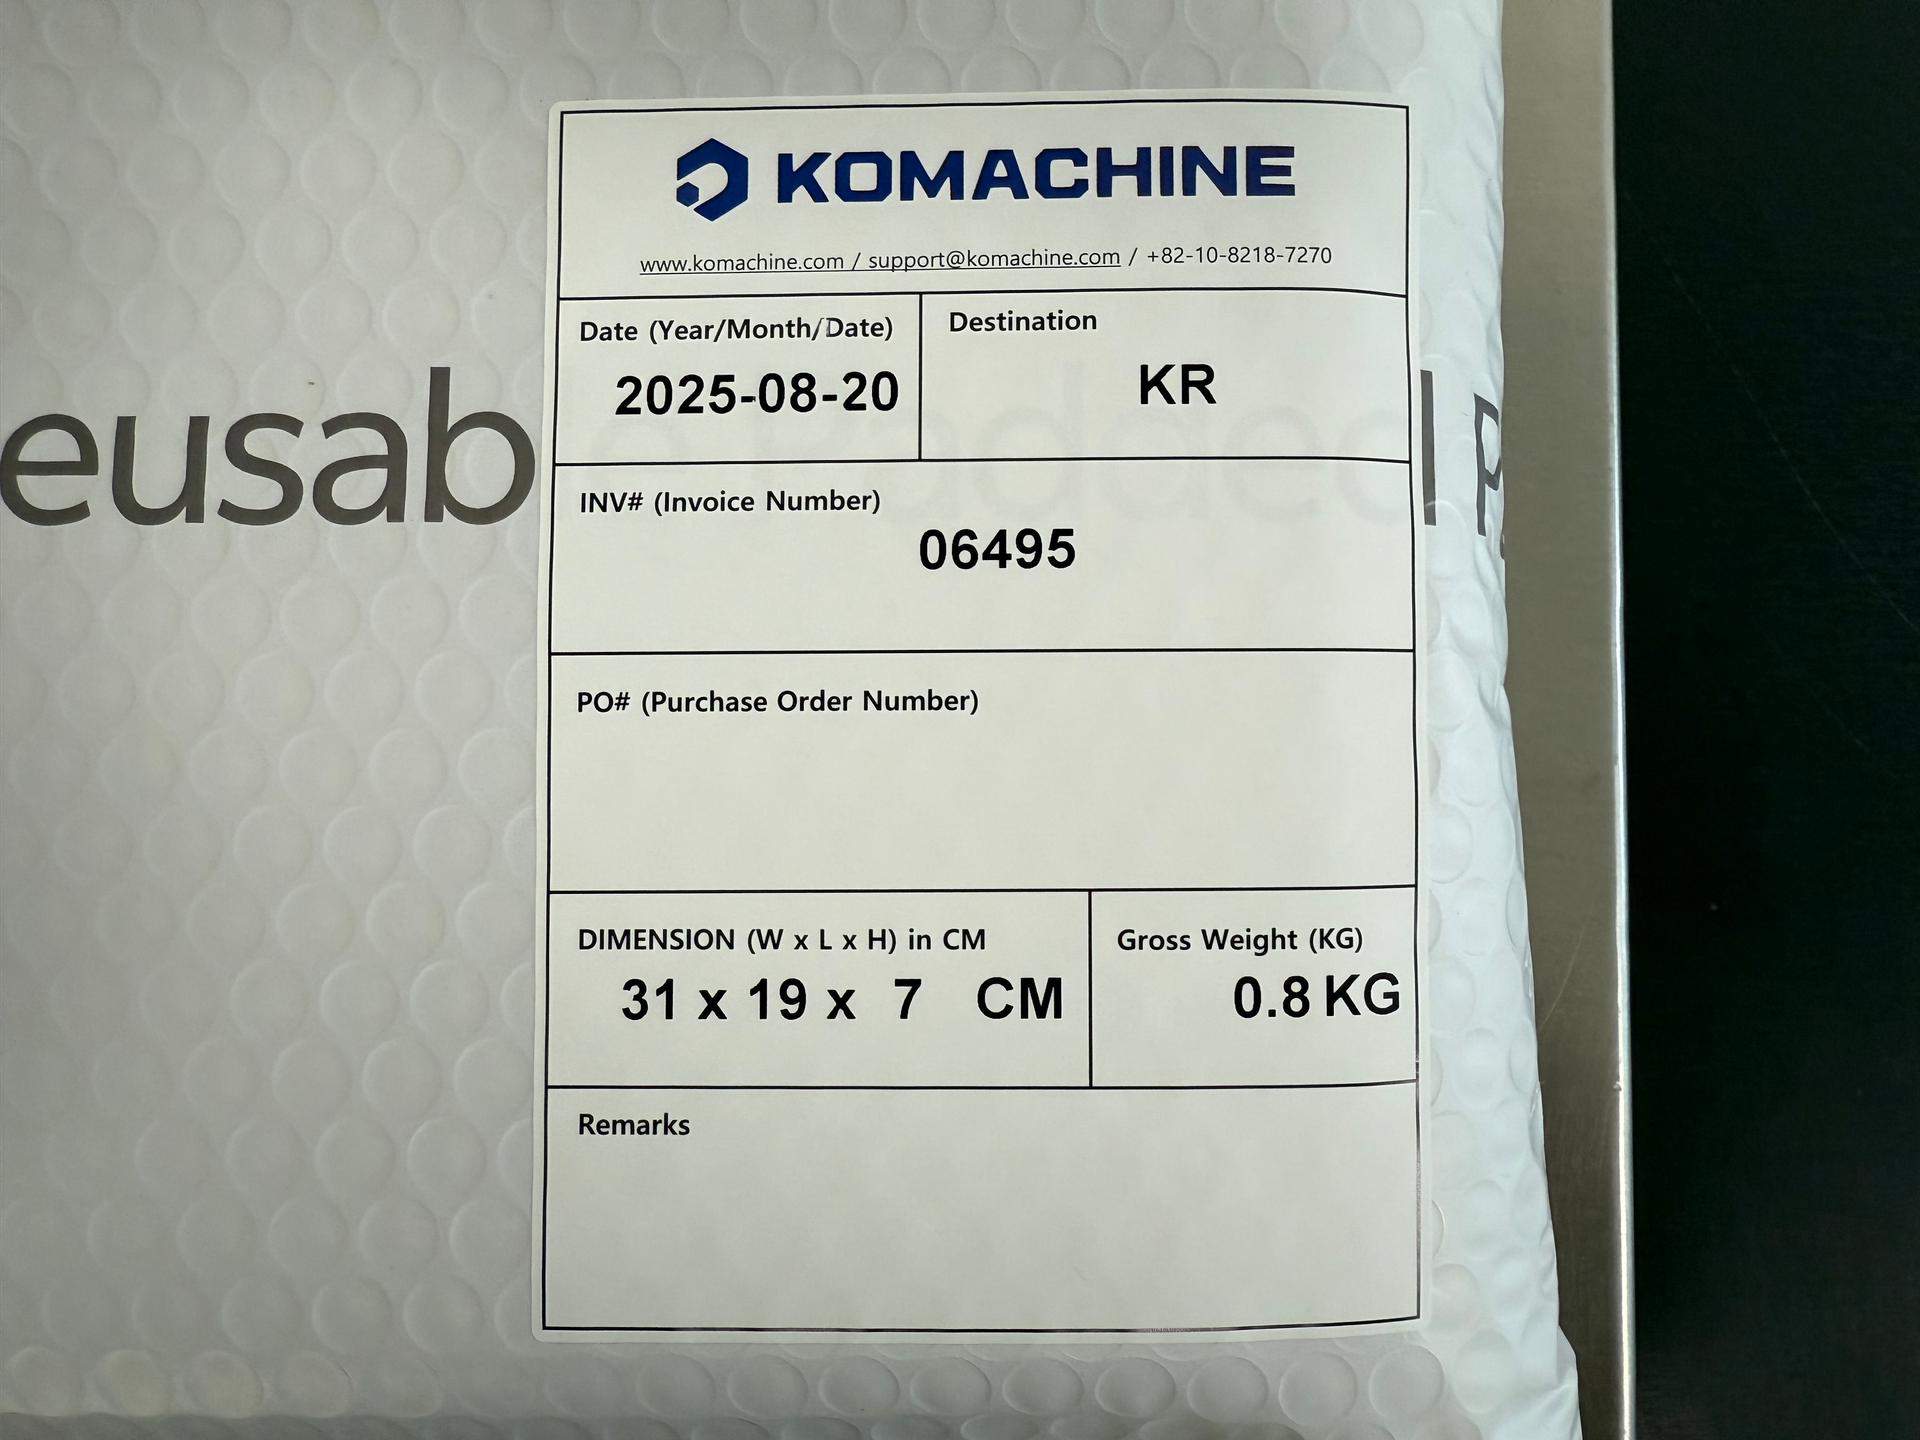 KOMACHINE
www.komachine.com / support@komachine.com / +82-10-8218-7270
Date (Year/Month/Date)
2025-08-20
Destination
KR
INV# (Invoice Number)
06495
PO# (Purchase Order Number)
DIMENSION (W x L x H) in CM
31 x 19 x 7 CM
Gross Weight (KG)
0.8 KG
Remarks
eusab Padded P